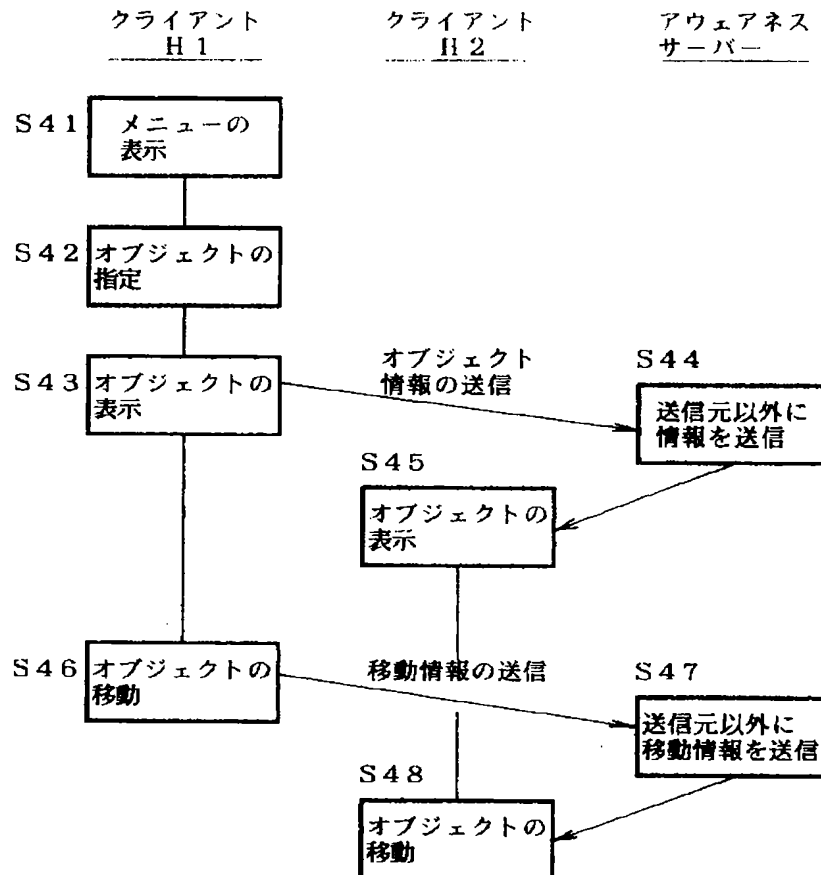 クライアント
H1
クライアント
H2
アウェアネス
サーバー
S41
メニューの
表示
S42
オブジェクトの
指定
S43
オブジェクトの
表示
オブジェクト
情報の送信
S44
送信元以外に
情報を送信
S45
オブジェクトの
表示
S46
オブジェクトの
移動
移動情報の送信
S47
送信元以外に
移動情報を送信
S48
オブジェクトの
移動